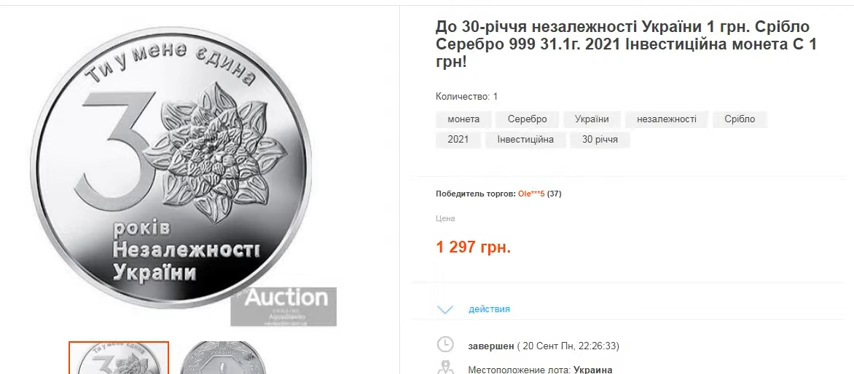 Ти у мене єдина
30
років
Незалежності
України
Auction
До 30-річчя незалежності України 1 грн. Срібло
Серебро 999 31.1г. 2021 Інвестиційна монета С 1
грн!
Количество: 1
монета Серебро України незалежності Срібло
2021 Інвестиційна 30 річчя
Победитель торгов: Ole***5 (37)
Цена
1 297 грн.
действия
завершен ( 20 Сент Пн, 22:26:33)
Местоположение лота: Украина